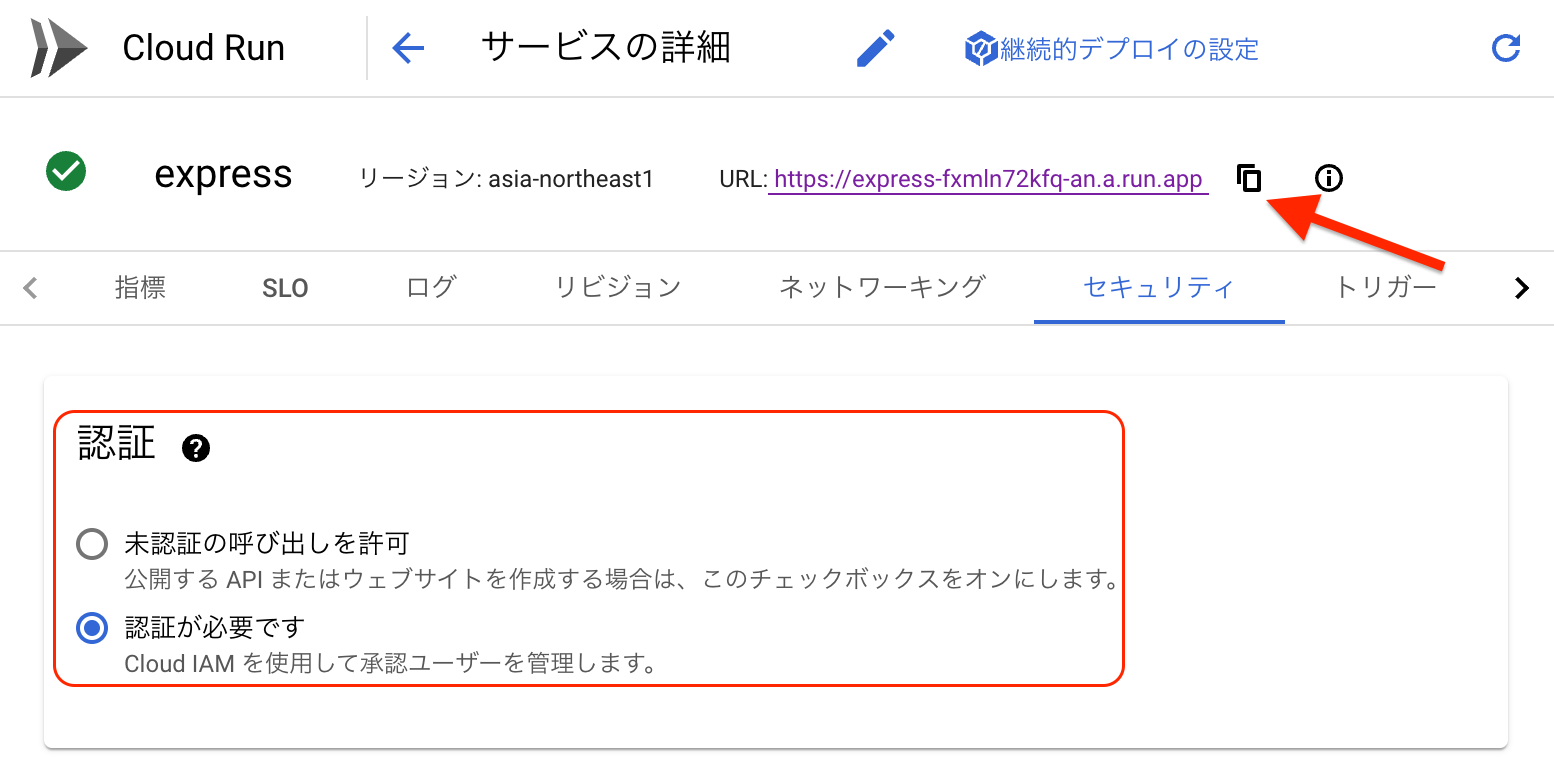 Cloud Run
サービスの詳細
継続的デプロイの設定
express
リージョン: asia-northeast1
URL: https://express-fxmln72kfq-an.a.run.app
指標 SLO ログ リビジョン ネットワーキング セキュリティ トリガー
認証
未認証の呼び出しを許可
公開する API またはウェブサイトを作成する場合は、このチェックボックスをオンにします。
認証が必要です
Cloud IAM を使用して承認ユーザーを管理します。